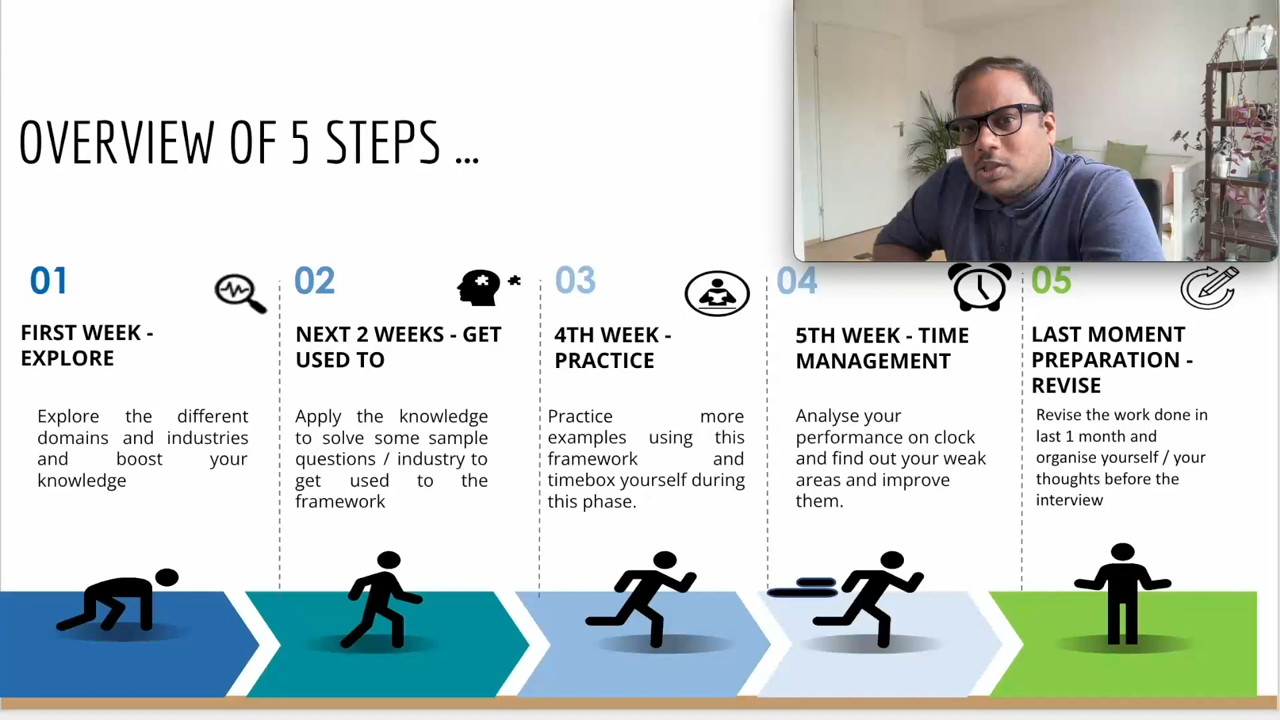 OVERVIEW OF 5 STEPS ...
01
FIRST WEEK -
EXPLORE
Explore the different
domains and industries
and boost your
knowledge
02
NEXT 2 WEEKS - GET
USED TO
Apply the knowledge
to solve some sample
questions / industry to
get used to the
framework
03
4TH WEEK -
PRACTICE
Practice more
examples using this
framework and
timebox yourself during
this phase.
04
5TH WEEK - TIME
MANAGEMENT
Analyse your
performance on clock
and find out your weak
areas and improve
them.
05
LAST MOMENT
PREPARATION -
REVISE
Revise the work done in
last 1 month and
organise yourself / your
thoughts before the
interview